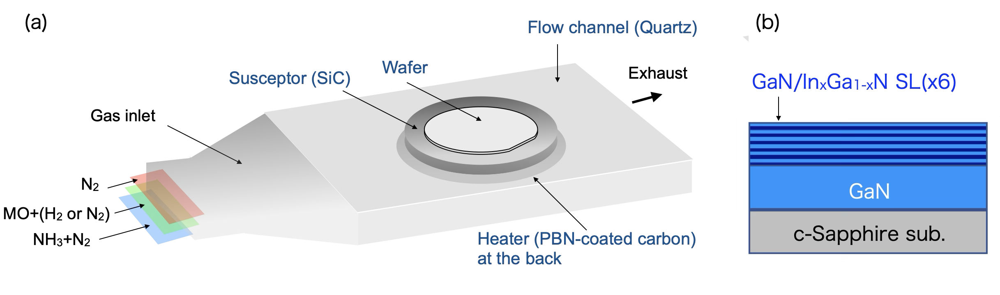 (a)
Flow channel (Quartz)
Wafer
Susceptor (SiC)
Exhaust
Gas inlet
N₂
MO+(H₂ or N₂)
NH₃+N₂
Heater (PBN-coated carbon)
at the back
(b)
GaN/InₓGa₁₋ₓN SL(x6)
GaN
c-Sapphire sub.